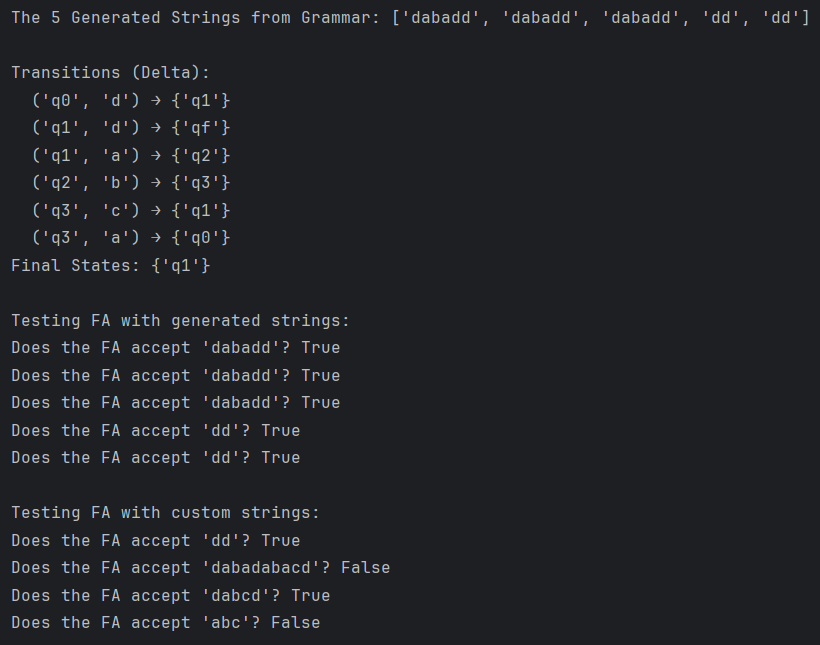 The 5 Generated Strings from Grammar: ['dabadd', 'dabadd', 'dabadd', 'dd', 'dd']
Transitions (Delta):
  ('q0', 'd') → {'q1'}
  ('q1', 'd') → {'qf'}
  ('q1', 'a') → {'q2'}
  ('q2', 'b') → {'q3'}
  ('q3', 'c') → {'q1'}
  ('q3', 'a') → {'q0'}
Final States: {'q1'}
Testing FA with generated strings:
Does the FA accept 'dabadd'? True
Does the FA accept 'dabadd'? True
Does the FA accept 'dabadd'? True
Does the FA accept 'dd'? True
Does the FA accept 'dd'? True
Testing FA with custom strings:
Does the FA accept 'dd'? True
Does the FA accept 'dabadabacd'? False
Does the FA accept 'dabcd'? True
Does the FA accept 'abc'? False